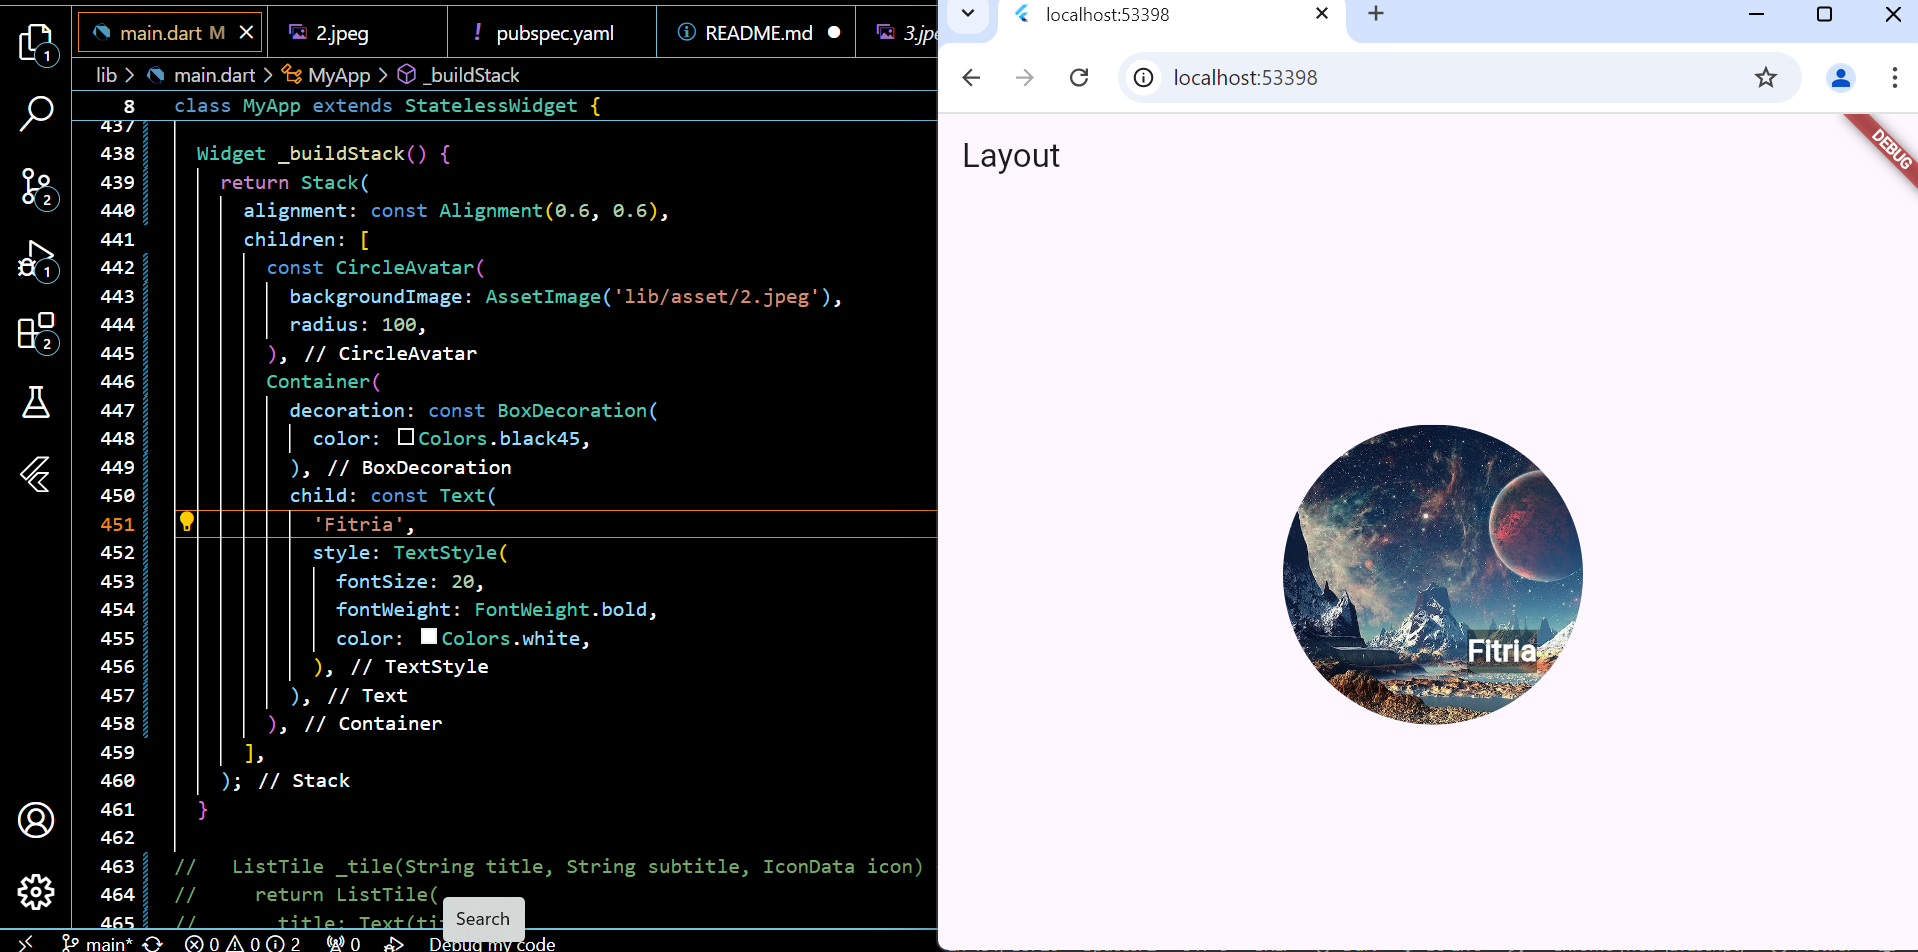 main.dart M
2.jpeg
! pubspec.yaml
README.md
3.jpe
lib > main.dart > MyApp > _buildStack
8 class MyApp extends StatelessWidget {
437
438 Widget _buildStack() {
439 return Stack(
440 alignment: const Alignment(0.6, 0.6),
441 children: [
442 const CircleAvatar(
443 backgroundImage: AssetImage('lib/asset/2.jpeg'),
444 radius: 100,
445 ), // CircleAvatar
446 Container(
447 decoration: const BoxDecoration(
448 color: Colors.black45,
449 ), // BoxDecoration
450 child: const Text(
451 'Fitria',
452 style: TextStyle(
453 fontSize: 20,
454 fontWeight: FontWeight.bold,
455 color: Colors.white,
456 ), // TextStyle
457 ), // Text
458 ), // Container
459 ],
460 ); // Stack
461 }
462
463 // ListTile _tile(String title, String subtitle, IconData icon)
464 // return ListTile(
465 // title: Text(ti
Search
main* 0 0 2 0 Debug my code
1
2
1
2
localhost:53398
localhost:53398
Layout
DEBUG
Fitria